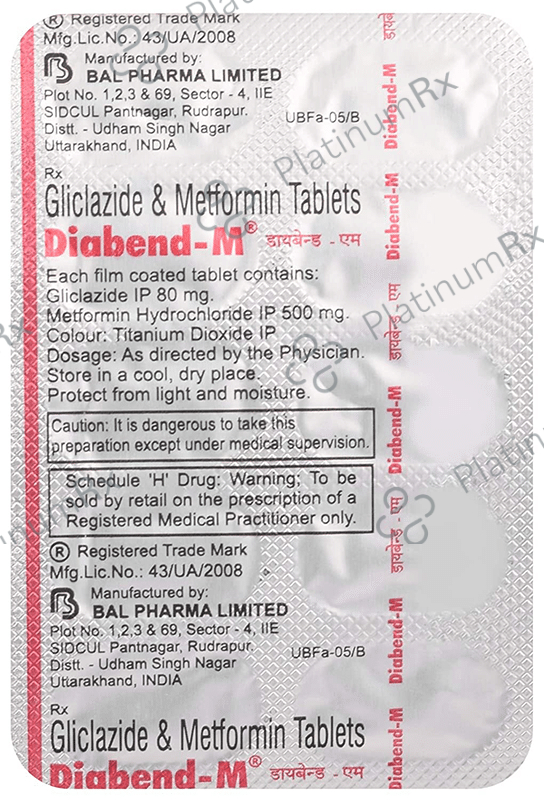 ® Registered Trade Mark
Mfg.Lic.No.: 43/UA/2008
Manufactured by:
BAL PHARMA LIMITED
Plot No. 1,2,3 & 69, Sector - 4, IIE
SIDCUL Pantnagar, Rudrapur.
Distt. - Udham Singh Nagar
Uttarakhand, INDIA
UBFa-05/B
Rx
Gliclazide & Metformin Tablets
Diabend-M® डायबेन्ड - एम
Each film coated tablet contains:
Gliclazide IP 80 mg.
Metformin Hydrochloride IP 500 mg.
Colour: Titanium Dioxide IP
Dosage: As directed by the Physician.
Store in a cool, dry place.
Protect from light and moisture.
Caution: It is dangerous to take this
preparation except under medical supervision.
Schedule 'H' Drug: Warning; To be
sold by retail on the prescription of a
Registered Medical Practitioner only.
® Registered Trade Mark
Mfg.Lic.No.: 43/UA/2008
Manufactured by:
BAL PHARMA LIMITED
Plot No. 1,2,3 & 69, Sector - 4, IIE
SIDCUL Pantnagar, Rudrapur.
Distt. - Udham Singh Nagar
Uttarakhand, INDIA
UBFa-05/B
Rx
Gliclazide & Metformin Tablets
Diabend-M® डायबेन्ड - एम
Diabend-M डायबेन्ड - एम Diabend-M डायबेन्ड - एम Diabend-M डायबेन्ड - एम Diabend-M
PlatinumRx
PlatinumRx
PlatinumRx